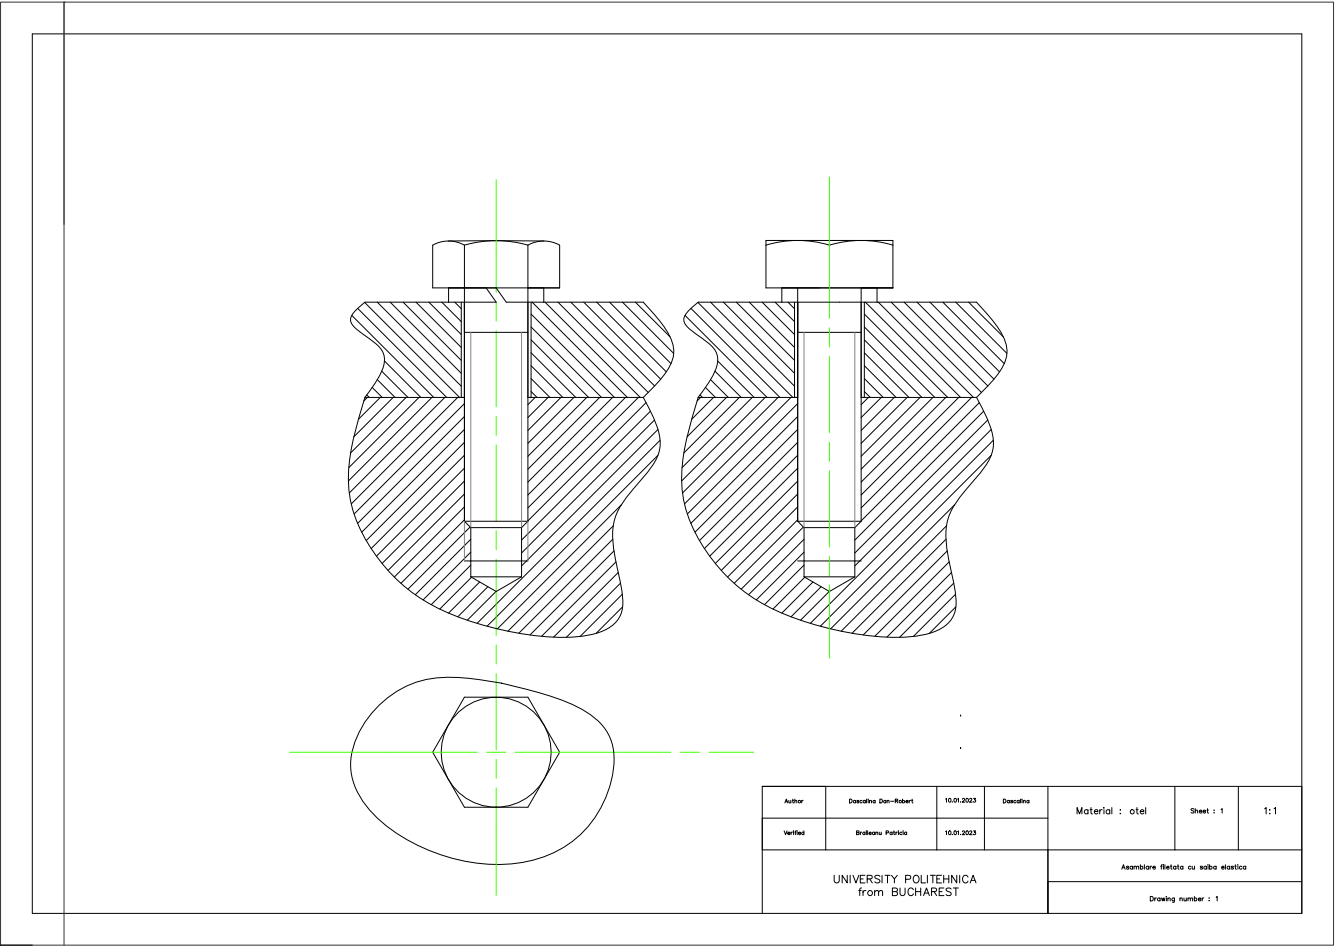 Author Dascalina Dan-Robert 10.01.2023 Dascalina
Material : otel Sheet : 1 1:1
Verified Braileanu Patricia 10.01.2023
Asamblare filetata cu saiba elastica
UNIVERSITY POLITEHNICA
from BUCHAREST
Drawing number : 1